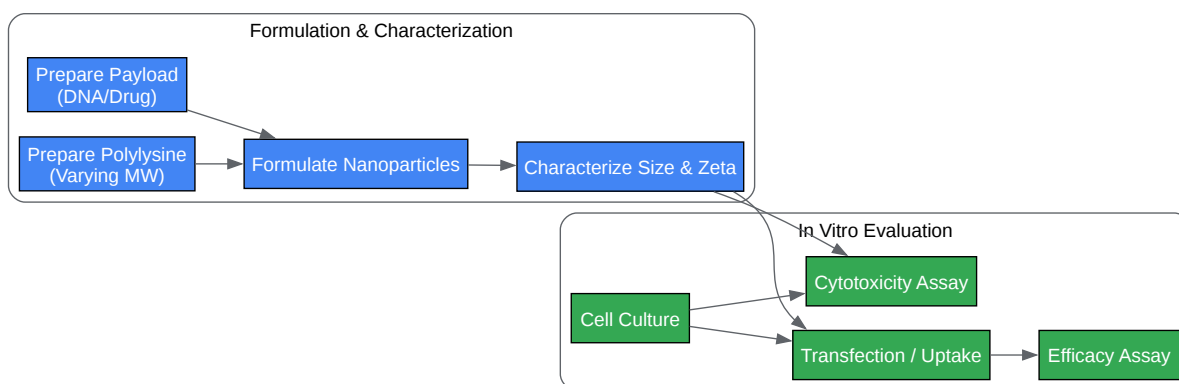 Formulation & Characterization
Prepare Payload
(DNA/Drug)
Prepare Polylysine
(Varying MW)
Formulate Nanoparticles
Characterize Size & Zeta
In Vitro Evaluation
Cytotoxicity Assay
Cell Culture
Transfection / Uptake
Efficacy Assay